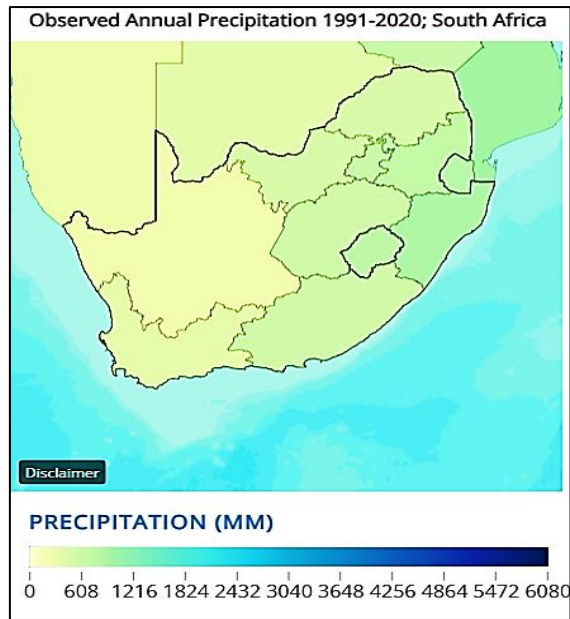 Observed Annual Precipitation 1991-2020; South Africa
Disclaimer
PRECIPITATION (MM)
0 608 1216 1824 2432 3040 3648 4256 4864 5472 6080